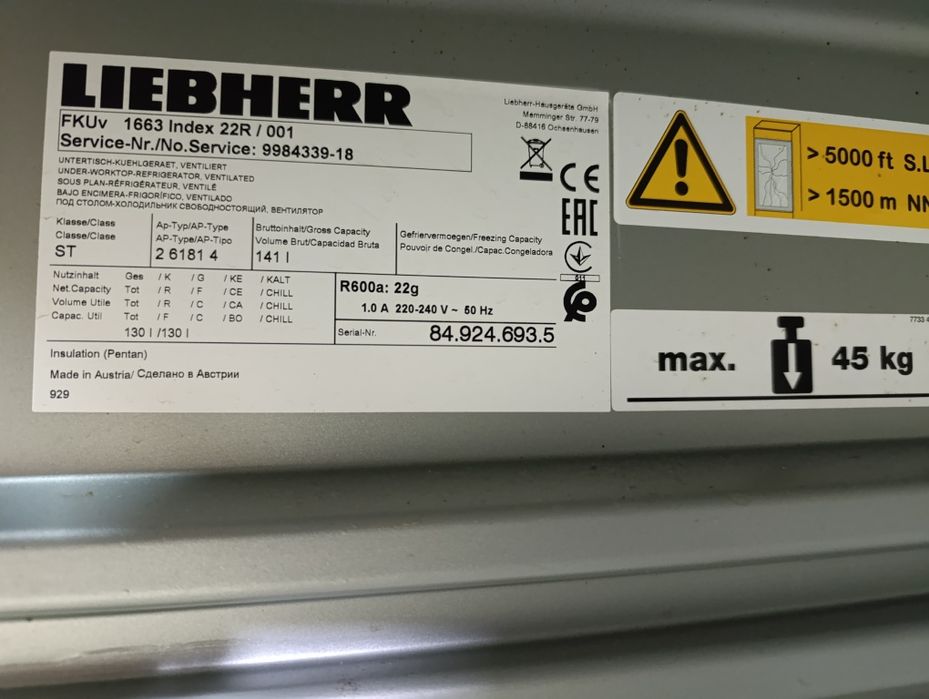 LIEBHERR
FKUv 1663 Index 22R / 001
Service-Nr./No.Service: 9984339-18
Liebherr-Hausgeräte GmbH
Memminger Str. 77-79
D-88416 Ochsenhausen
UNTERTISCH-KUEHLGERAET, VENTILIERT
UNDER-WORKTOP-REFRIGERATOR, VENTILATED
SOUS PLAN-RÉFRIGÉRATEUR, VENTILÉ
BAJO ENCIMERA-FRIGORÍFICO, VENTILADO
ПОД СТОЛОМ-ХОЛОДИЛЬНИК СВОБОДНОСТОЯЩИЙ, ВЕНТИЛЯТОР
CE
EAC
Klasse/Class
Classe/Clase
ST
Ap-Typ/AP-Type
AP-Type/AP-Tipo
2 6181 4
Bruttoinhalt/Gross Capacity
Volume Brut/Capacidad Bruta
141 l
Gefriervermoegen/Freezing Capacity
Pouvoir de Congel./Capac.Congeladora
011
Nutzinhalt Ges / K / G / KE / KALT
Net.Capacity Tot / R / F / CE / CHILL
Volume Utile Tot / R / C / CA / CHILL
Capac. Util Tot / F / C / BO / CHILL
130 l /130 l
R600a: 22g
1.0 A 220-240 V ~ 50 Hz
Serial-Nr. 84.924.693.5
Insulation (Pentan)
Made in Austria/ Сделано в Австрии
929
> 5000 ft S.L
> 1500 m NN
7733 4
max. 45 kg